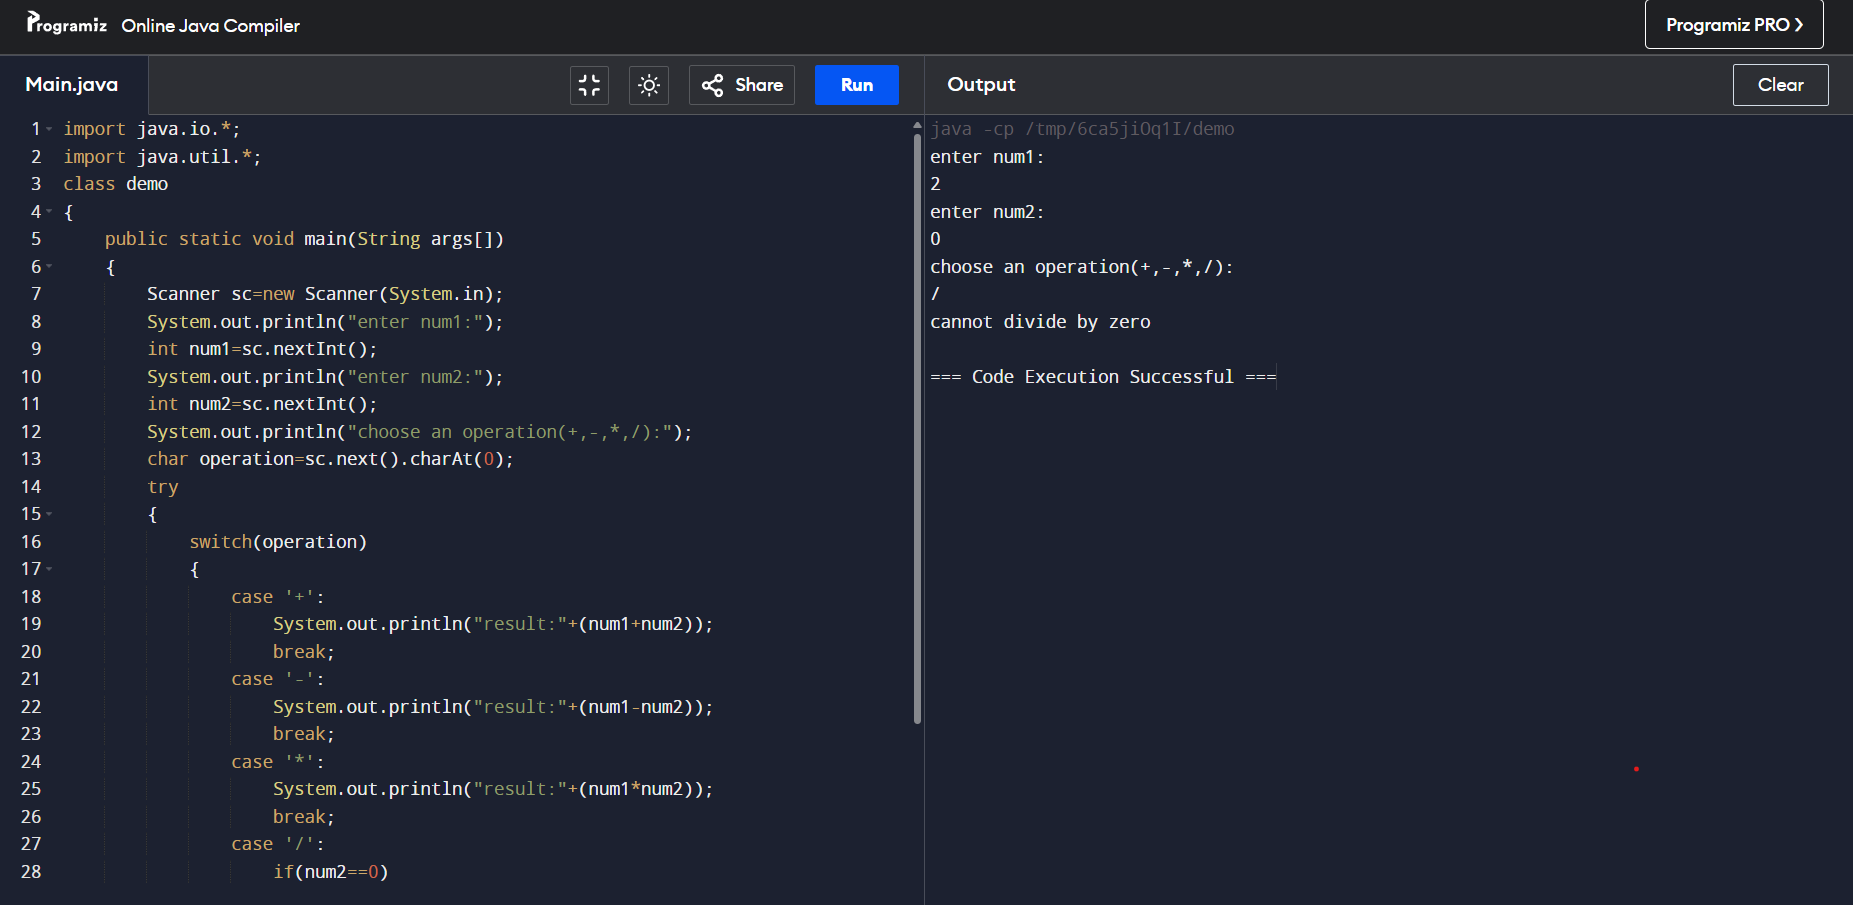 Programiz Online Java Compiler
Programiz PRO ❯
Main.java
Share
Run
Output
Clear
1 import java.io.*;
2 import java.util.*;
3 class demo
4 {
5     public static void main(String args[])
6     {
7         Scanner sc=new Scanner(System.in);
8         System.out.println("enter num1:");
9         int num1=sc.nextInt();
10         System.out.println("enter num2:");
11         int num2=sc.nextInt();
12         System.out.println("choose an operation(+,-,*,/):");
13         char operation=sc.next().charAt(0);
14         try
15         {
16             switch(operation)
17             {
18                 case '+':
19                     System.out.println("result:"+(num1+num2));
20                     break;
21                 case '-':
22                     System.out.println("result:"+(num1-num2));
23                     break;
24                 case '*':
25                     System.out.println("result:"+(num1*num2));
26                     break;
27                 case '/':
28                     if(num2==0)
java -cp /tmp/6ca5jiOq1I/demo
enter num1:
2
enter num2:
0
choose an operation(+,-,*,/):
/
cannot divide by zero
=== Code Execution Successful ===